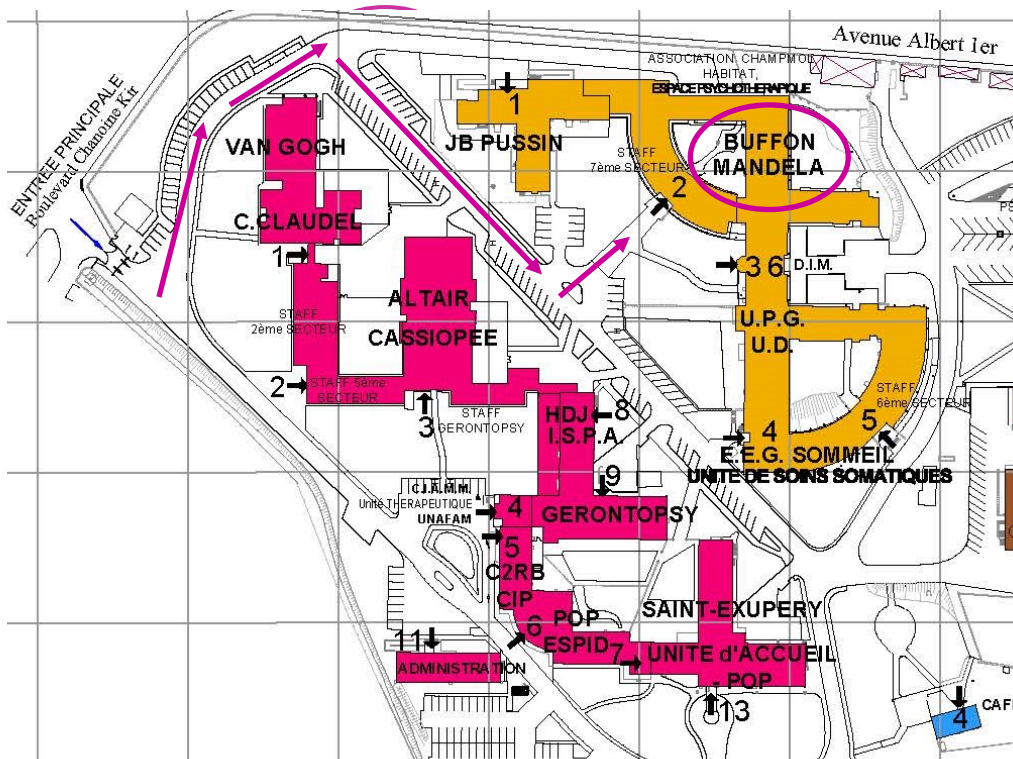 Avenue Albert 1er
ASSOCIATION CHAMPMOL
HABITAT,
ESPACE PSYCHOTHERAPIQUE
ENTREE PRINCIPALE
Boulevard Chanoine Kir
1
JB PUSSIN
VAN GOGH
STAFF
7ème SECTEUR
2
BUFFON
MANDELA
C.CLAUDEL
1
3 6
D.I.M.
ALTAIR
CASSIOPEE
STAFF
2ème SECTEUR
U.P.G.
U.D.
2
STAFF 5ème
SECTEUR
3
STAFF
GERONTOPSY
HDJ
I.S.P.A.
8
STAFF
6ème SECTEUR
5
4
E.E.G. SOMMEIL
UNITE DE SOINS SOMATIQUES
9
C.I.A.M.M.
Unité THERAPEUTIQUE
UNAFAM
4
GERONTOPSY
5
C2RB
CIP
POP
6
ESPID
7
SAINT-EXUPERY
UNITE d'ACCUEIL
POP
11
ADMINISTRATION
13
4
CAF